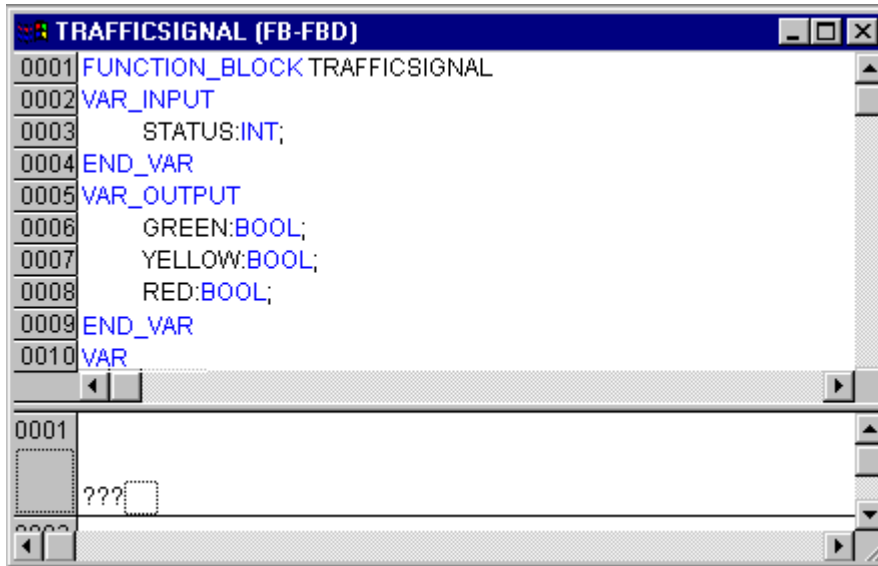 TRAFFICSIGNAL (FB-FBD)
0001 FUNCTION_BLOCK TRAFFICSIGNAL
0002 VAR_INPUT
0003 STATUS:INT;
0004 END_VAR
0005 VAR_OUTPUT
0006 GREEN:BOOL;
0007 YELLOW:BOOL;
0008 RED:BOOL;
0009 END_VAR
0010 VAR
0001
???